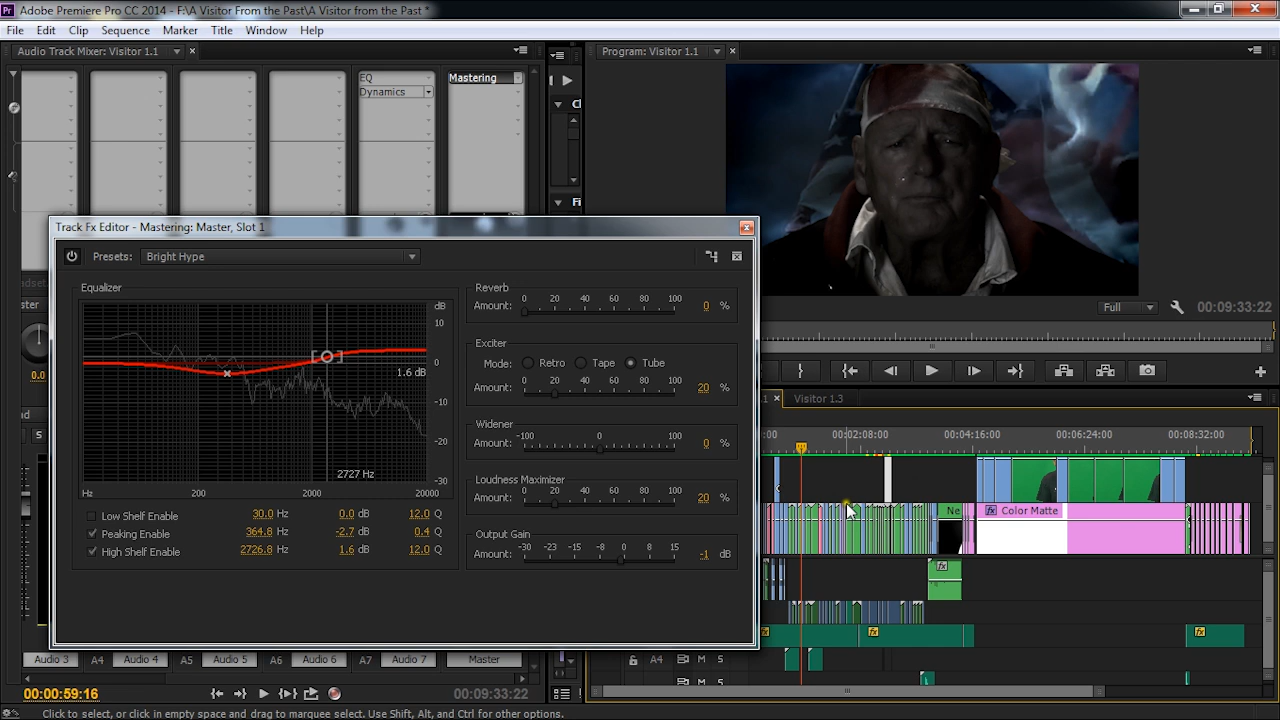 Adobe Premiere Pro CC 2014 - F:\A Visitor From the Past\A Visitor from the Past *
File Edit Clip Sequence Marker Title Window Help
Audio Track Mixer: Visitor 1.1
Program: Visitor 1.1
EQ
Dynamics
Mastering
Full
00:09:33:22
Track Fx Editor - Mastering: Master, Slot 1
Presets: Bright Hype
Equalizer
dB
10
0
1.6 dB
-10
-20
-30
2727 Hz
Hz 200 2000 20000
Low Shelf Enable 30.0 Hz 0.0 dB 12.0 Q
Peaking Enable 364.8 Hz -2.7 dB 0.4 Q
High Shelf Enable 2726.8 Hz 1.6 dB 12.0 Q
Reverb
0 20 40 60 80 100
Amount: 0 %
Exciter
Mode: Retro Tape Tube
0 20 40 60 80 100
Amount: 20 %
Widener
-100 0 100
Amount: 0 %
Loudness Maximizer
0 20 40 60 80 100
Amount: 20 %
Output Gain
-30 -23 -15 -8 0 8 15
Amount: -1 dB
0.0
S
Visitor 1.3
00:02:08:00 00:04:16:00 00:06:24:00 00:08:32:00
Ne
fx Color Matte
fx
fx fx fx
A4 M S
M S
Audio 3 A4 Audio 4 A5 Audio 5 A6 Audio 6 A7 Audio 7 Master
00:00:59:16
00:09:33:22
Click to select, or click in empty space and drag to marquee select. Use Shift, Alt, and Ctrl for other options.